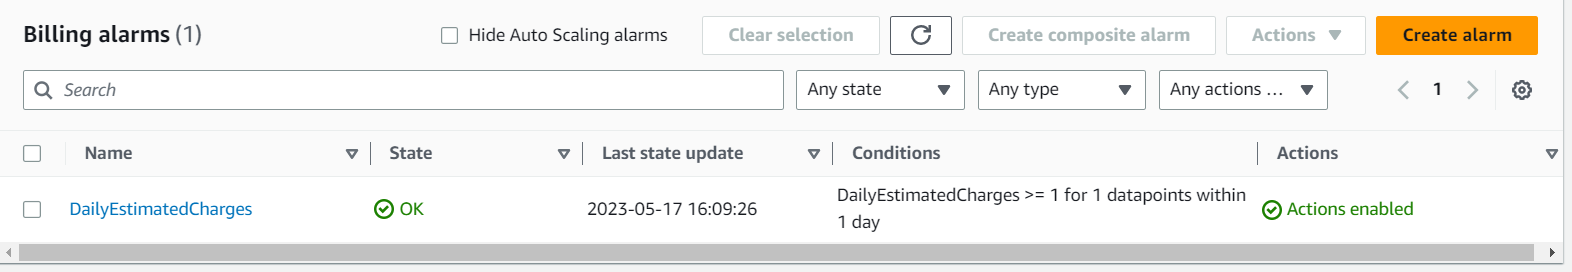 Billing alarms (1)
Hide Auto Scaling alarms
Clear selection
Create composite alarm
Actions
Create alarm
Search
Any state
Any type
Any actions ...
1
Name
State
Last state update
Conditions
Actions
DailyEstimatedCharges
OK
2023-05-17 16:09:26
DailyEstimatedCharges >= 1 for 1 datapoints within
1 day
Actions enabled